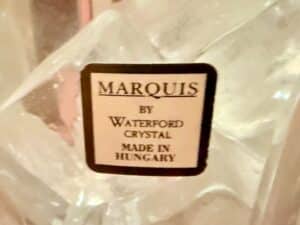 MARQUIS
BY
WATERFORD
CRYSTAL
MADE IN
HUNGARY